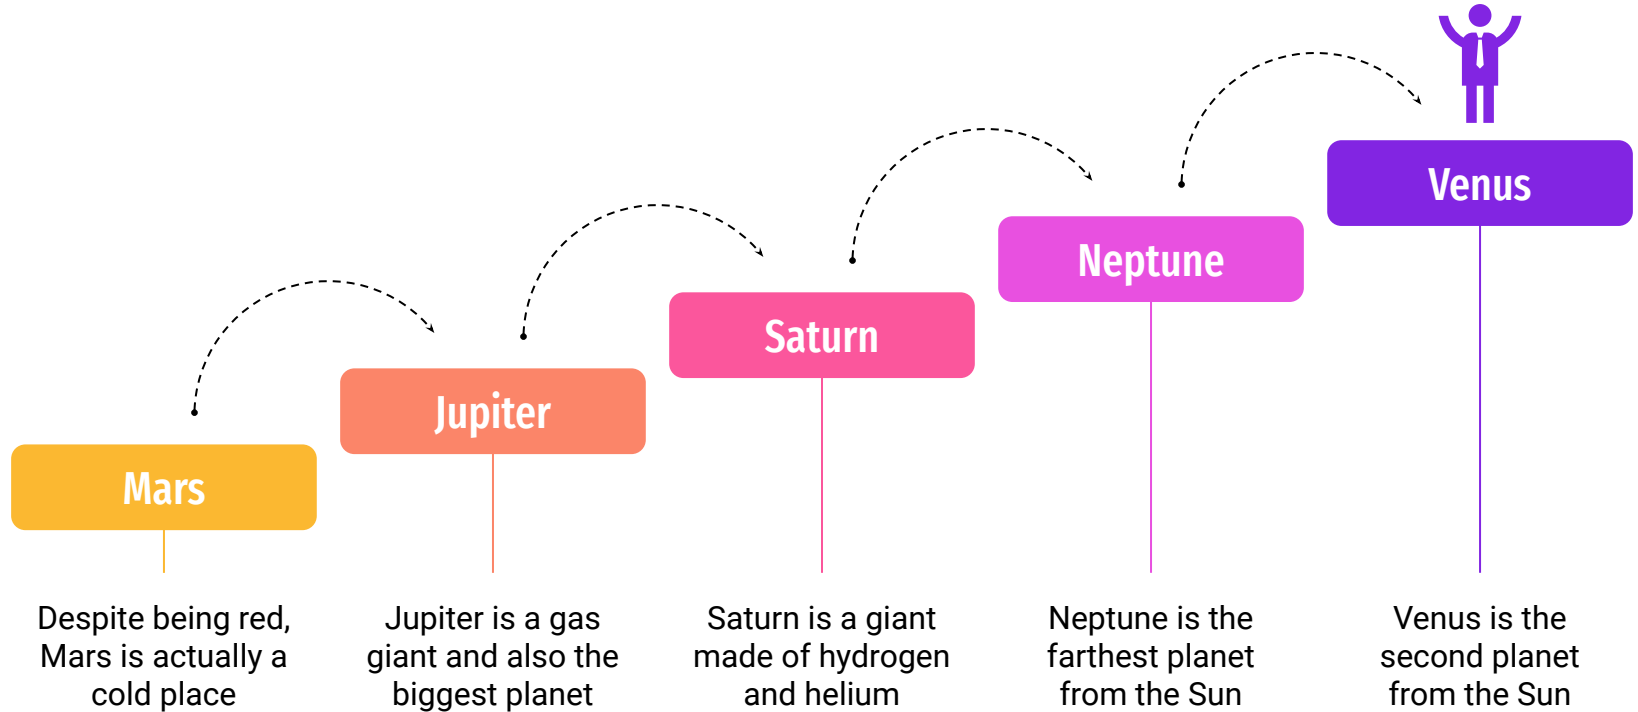 Mars
Despite being red,
Mars is actually a
cold place
Jupiter
Jupiter is a gas
giant and also the
biggest planet
Saturn
Saturn is a giant
made of hydrogen
and helium
Neptune
Neptune is the
farthest planet
from the Sun
Venus
Venus is the
second planet
from the Sun